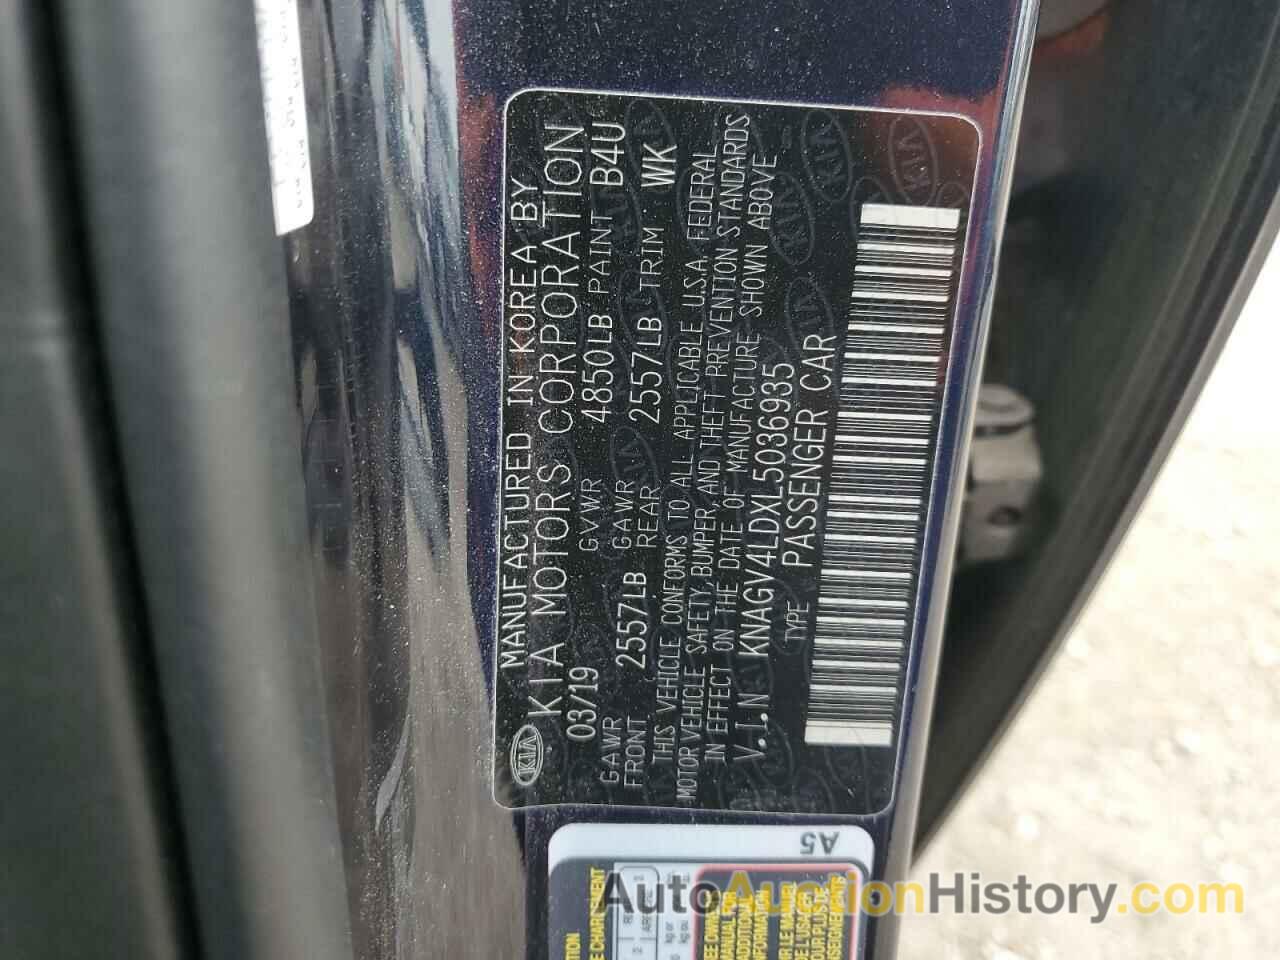 KIA
MANUFACTURED IN KOREA BY
KIA MOTORS CORPORATION
03/19 GVWR 4850LB PAINT B4U
GAWR FRONT 2557LB GAWR REAR 2557LB TRIM WK
THIS VEHICLE CONFORMS TO ALL APPLICABLE U.S.A. FEDERAL
MOTOR VEHICLE SAFETY, BUMPER, AND THEFT PREVENTION STANDARDS
IN EFFECT ON THE DATE OF MANUFACTURE SHOWN ABOVE
V.I.N KNAGV4LDXL5036935
TYPE PASSENGER CAR
A5
AutoAuctionHistory.com